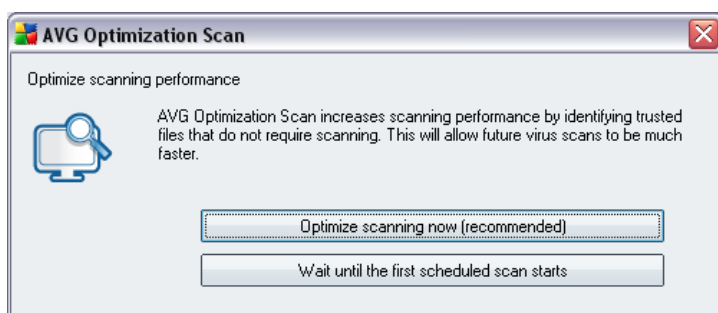 AVG Optimization Scan
Optimize scanning performance
AVG Optimization Scan increases scanning performance by identifying trusted
files that do not require scanning. This will allow future virus scans to be much
faster.
Optimize scanning now (recommended)
Wait until the first scheduled scan starts